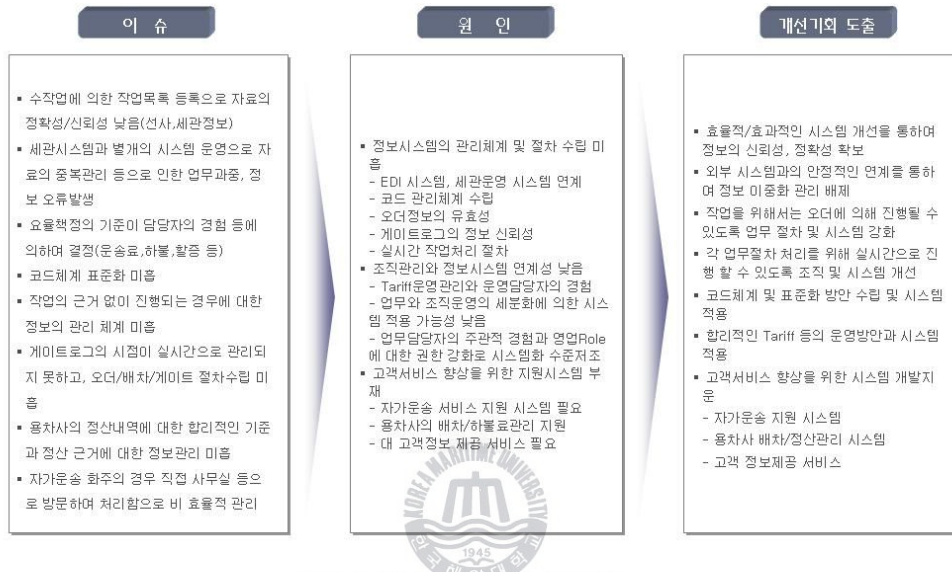 이 슈
▪ 수작업에 의한 작업목록 등록으로 자료의
정확성/신뢰성 낮음(선사,세관정보)
▪ 세관시스템과 별개의 시스템 운영으로 자
료의 중복관리 등으로 인한 업무과중, 정
보 오류발생
▪ 요율책정의 기준이 담당자의 경험 등에
의하여 결정(운송료,하불,할증 등)
▪ 코드체계 표준화 미흡
▪ 작업의 근거 없이 진행되는 경우에 대한
정보의 관리 체계 미흡
▪ 게이트로그의 시점이 실시간으로 관리되
지 못하고, 오더/배차/게이트 절차수립 미
흡
▪ 용차사의 정산내역에 대한 합리적인 기준
과 정산 근거에 대한 정보관리 미흡
▪ 자가운송 화주의 경우 직접 사무실 등으
로 방문하여 처리함으로 비 효율적 관리
원 인
▪ 정보시스템의 관리체계 및 절차 수립 미
흡
- EDI 시스템, 세관운영 시스템 연계
- 코드 관리체계 수립
- 오더정보의 유효성
- 게이트로그의 정보 신뢰성
- 실시간 작업처리 절차
▪ 조직관리와 정보시스템 연계성 낮음
- Tariff운영관리와 운영담당자의 경험
- 업무와 조직운영의 세분화에 의한 시스
템 적용 가능성 낮음
- 업무담당자의 주관적 경험과 영업Role
에 대한 권한 강화로 시스템화 수준저조
▪ 고객서비스 향상을 위한 지원시스템 부
재
- 자가운송 서비스 지원 시스템 필요
- 용차사의 배차/하불료관리 지원
- 대 고객정보 제공 서비스 필요
개선기회 도출
▪ 효율적/효과적인 시스템 개선을 통하여
정보의 신뢰성, 정확성 확보
▪ 외부 시스템과의 안정적인 연계를 통하
여 정보 이중화 관리 배제
▪ 작업을 위해서는 오더에 의해 진행될 수
있도록 업무 절차 및 시스템 강화
▪ 각 업무절차 처리를 위해 실시간으로 진
행 할 수 있도록 조직 및 시스템 개선
▪ 코드체계 및 표준화 방안 수립 및 시스템
적용
▪ 합리적인 Tariff 등의 운영방안과 시스템
적용
▪ 고객서비스 향상을 위한 시스템 개발지
운
- 자가운송 지원 시스템
- 용차사 배차/정산관리 시스템
- 고객 정보제공 서비스
KOREA MARITIME UNIVERSITY
1945
한국해양대학교